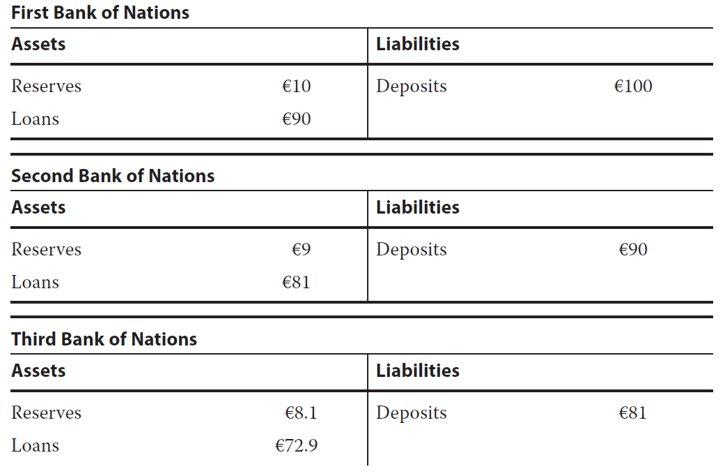 First Bank of Nations
Assets Liabilities
Reserves €10 Deposits €100
Loans €90
Second Bank of Nations
Assets Liabilities
Reserves €9 Deposits €90
Loans €81
Third Bank of Nations
Assets Liabilities
Reserves €8.1 Deposits €81
Loans €72.9